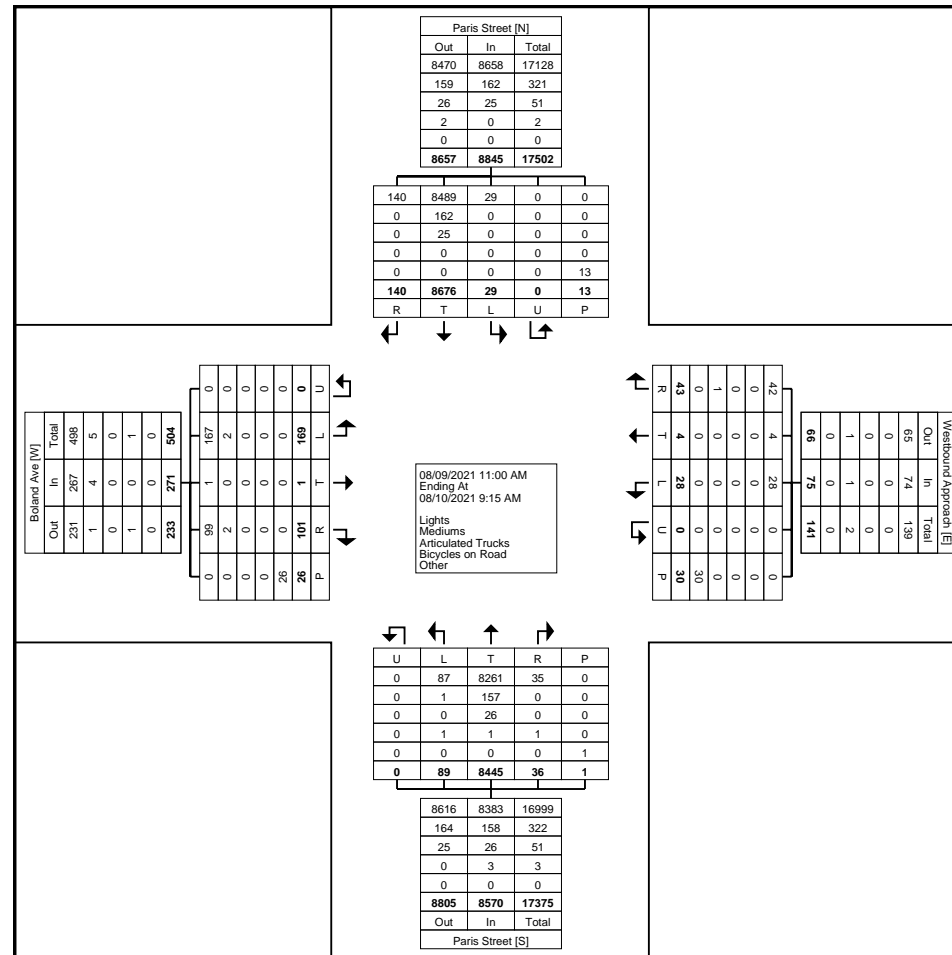 Paris Street [N]
Out In Total
8470 8658 17128
159 162 321
26 25 51
2 0 2
0 0 0
8657 8845 17502
140 8489 29 0 0
0 162 0 0 0
0 25 0 0 0
0 0 0 0 0
0 0 0 0 13
140 8676 29 0 13
R T L U P
Boland Ave [W]
Total 498 5 0 1 0 504
In 267 4 0 0 0 271
Out 231 1 0 1 0 233
0 0 0 0 0 0 U
167 2 0 0 0 169 L
1 0 0 0 0 1 T
99 2 0 0 0 101 R
0 0 0 0 26 26 P
08/09/2021 11:00 AM
Ending At
08/10/2021 9:15 AM
Lights
Mediums
Articulated Trucks
Bicycles on Road
Other
Westbound Approach [E]
Out 65 0 0 1 0 66
In 74 0 0 1 0 75
Total 139 0 0 2 0 141
42 0 0 1 0 43 R
4 0 0 0 0 4 T
28 0 0 0 0 28 L
0 0 0 0 0 0 U
0 0 0 0 30 30 P
U L T R P
0 87 8261 35 0
0 1 157 0 0
0 0 26 0 0
0 1 1 1 0
0 0 0 0 1
0 89 8445 36 1
8616 8383 16999
164 158 322
25 26 51
0 3 3
0 0 0
8805 8570 17375
Out In Total
Paris Street [S]